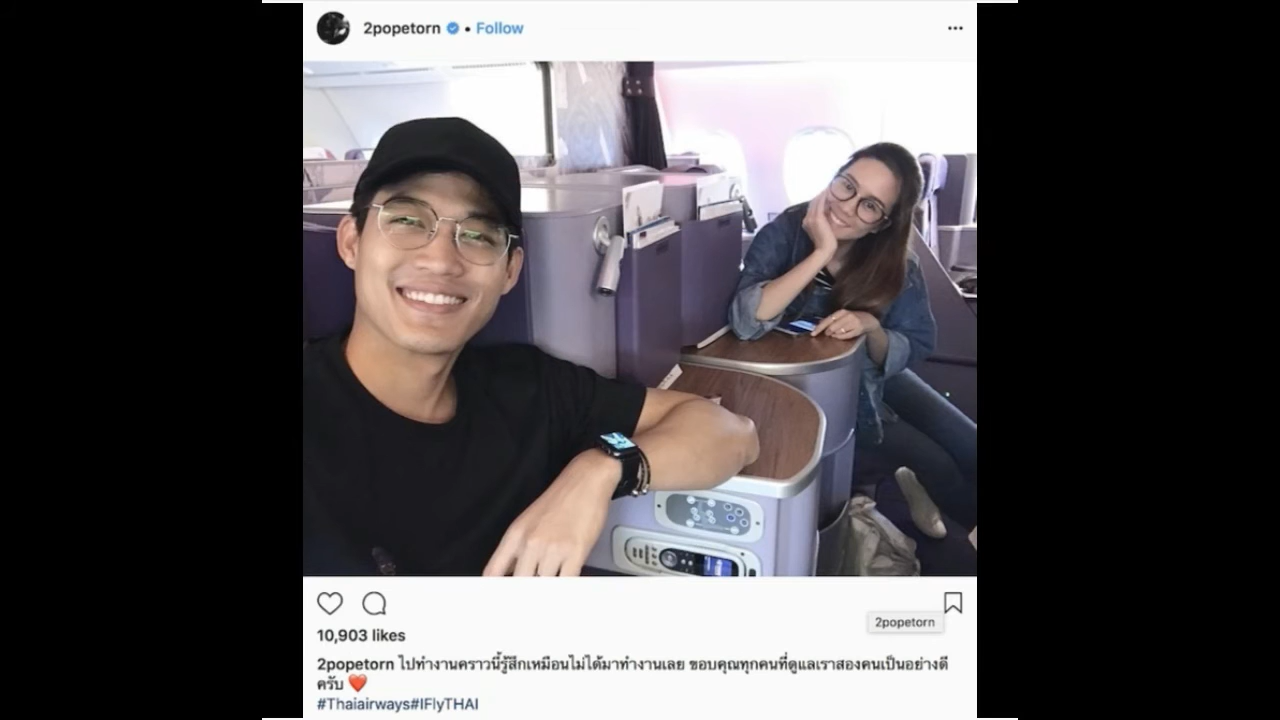 2popetorn • Follow
10,903 likes
2popetorn
2popetorn ไปทำงานคราวนี้รู้สึกเหมือนไม่ได้มาทำงานเลย ขอบคุณทุกคนที่ดูแลเราสองคนเป็นอย่างดี
ครับ ❤️
#Thaiairways#IFlyTHAI